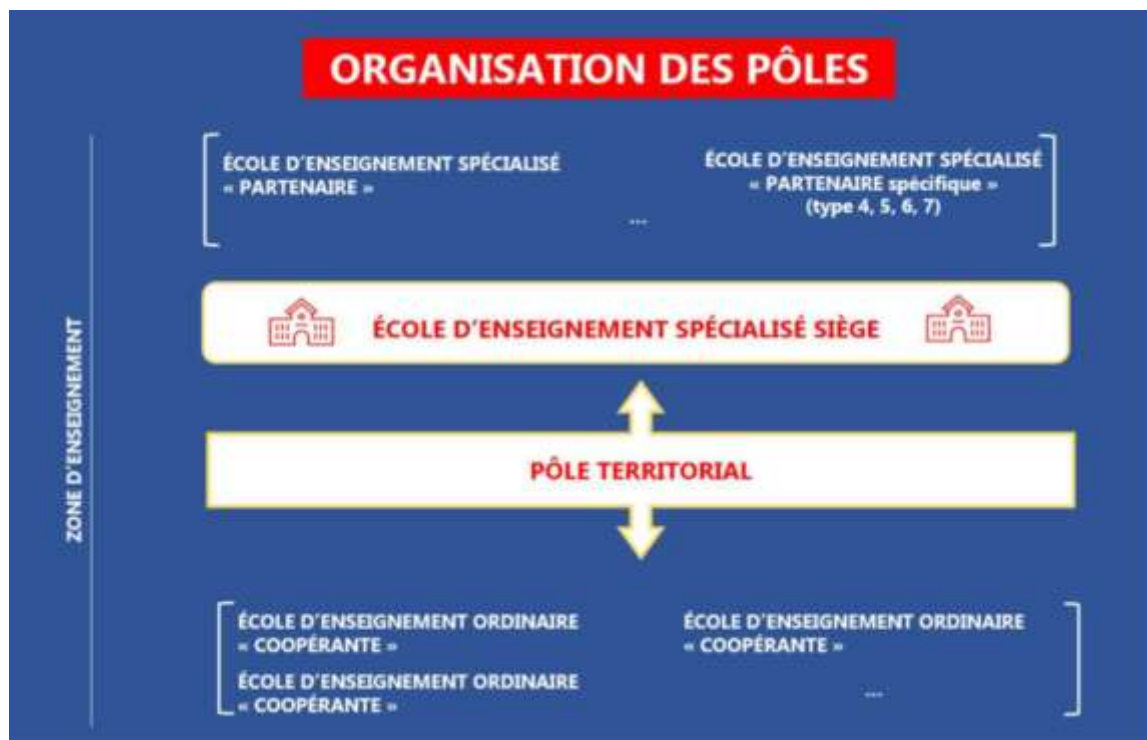 ORGANISATION DES PÔLES
ÉCOLE D'ENSEIGNEMENT SPÉCIALISÉ
« PARTENAIRE »
...
ÉCOLE D'ENSEIGNEMENT SPÉCIALISÉ
« PARTENAIRE spécifique »
(type 4, 5, 6, 7)
ÉCOLE D'ENSEIGNEMENT SPÉCIALISÉ SIÈGE
ZONE D'ENSEIGNEMENT
PÔLE TERRITORIAL
ÉCOLE D'ENSEIGNEMENT ORDINAIRE
« COOPÉRANTE »
ÉCOLE D'ENSEIGNEMENT ORDINAIRE
« COOPÉRANTE »
ÉCOLE D'ENSEIGNEMENT ORDINAIRE
« COOPÉRANTE »
...